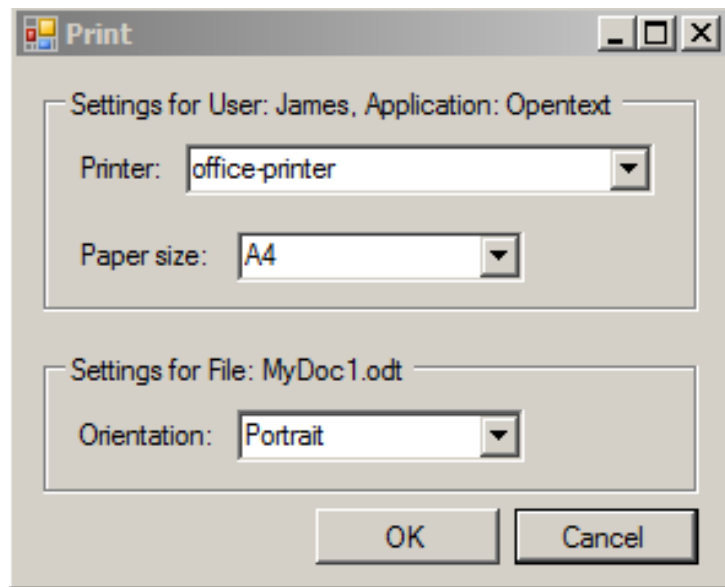 Print
Settings for User: James, Application: Opentext
Printer: office-printer
Paper size: A4
Settings for File: MyDoc1.odt
Orientation: Portrait
OK Cancel